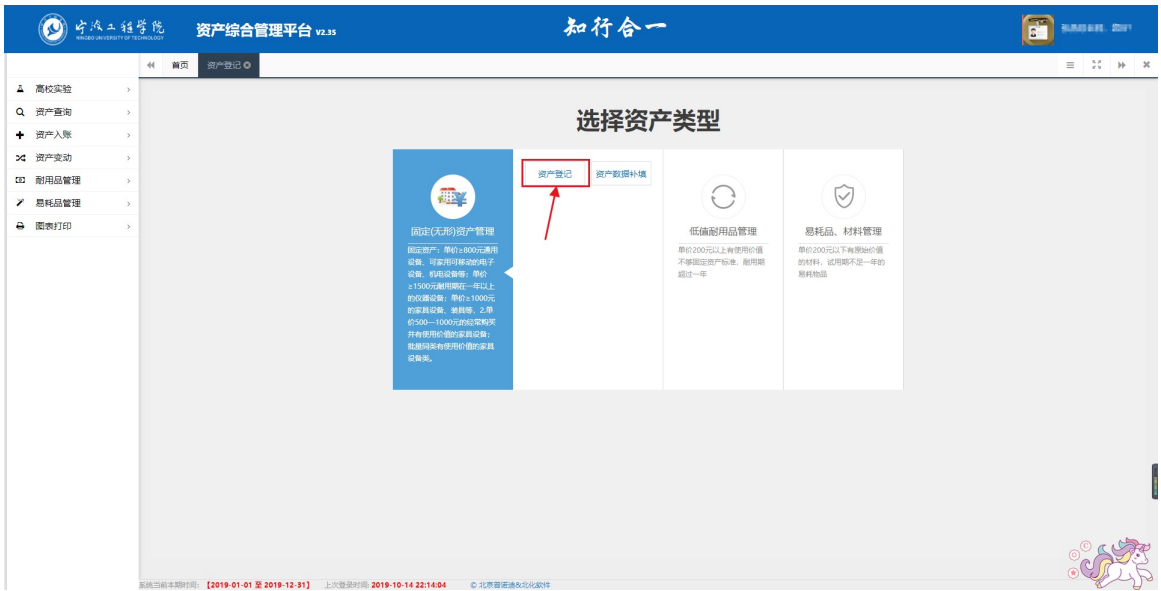 宁波工程学院
NINGBO UNIVERSITY OF TECHNOLOGY
资产综合管理平台 V2.35
知行合一
首页
资产登记
高校实验
资产查询
资产入账
资产变动
耐用品管理
易耗品管理
图表打印
选择资产类型
固定(无形)资产管理
固定资产：单价≥800元通用
设备、可家用可移动的电子
设备、机电设备等；单价
≥1500元耐用期在一年以上
的仪器设备；单价≥1000元
的家具设备、装具等。2.单
价500—1000元的经常购买
并有使用价值的家具设备；
批量同类有使用价值的家具
设备类。
资产登记
资产数据补填
低值耐用品管理
单价200元以上有使用价值
不够固定资产标准、耐用期
超过一年
易耗品、材料管理
单价200元以下有原始价值
的材料，试用期不足一年的
易耗物品
系统当前本期时间：【2019-01-01 至 2019-12-31】 上次登录时间: 2019-10-14 22:14:04 © 北京普诺迪&北化软件